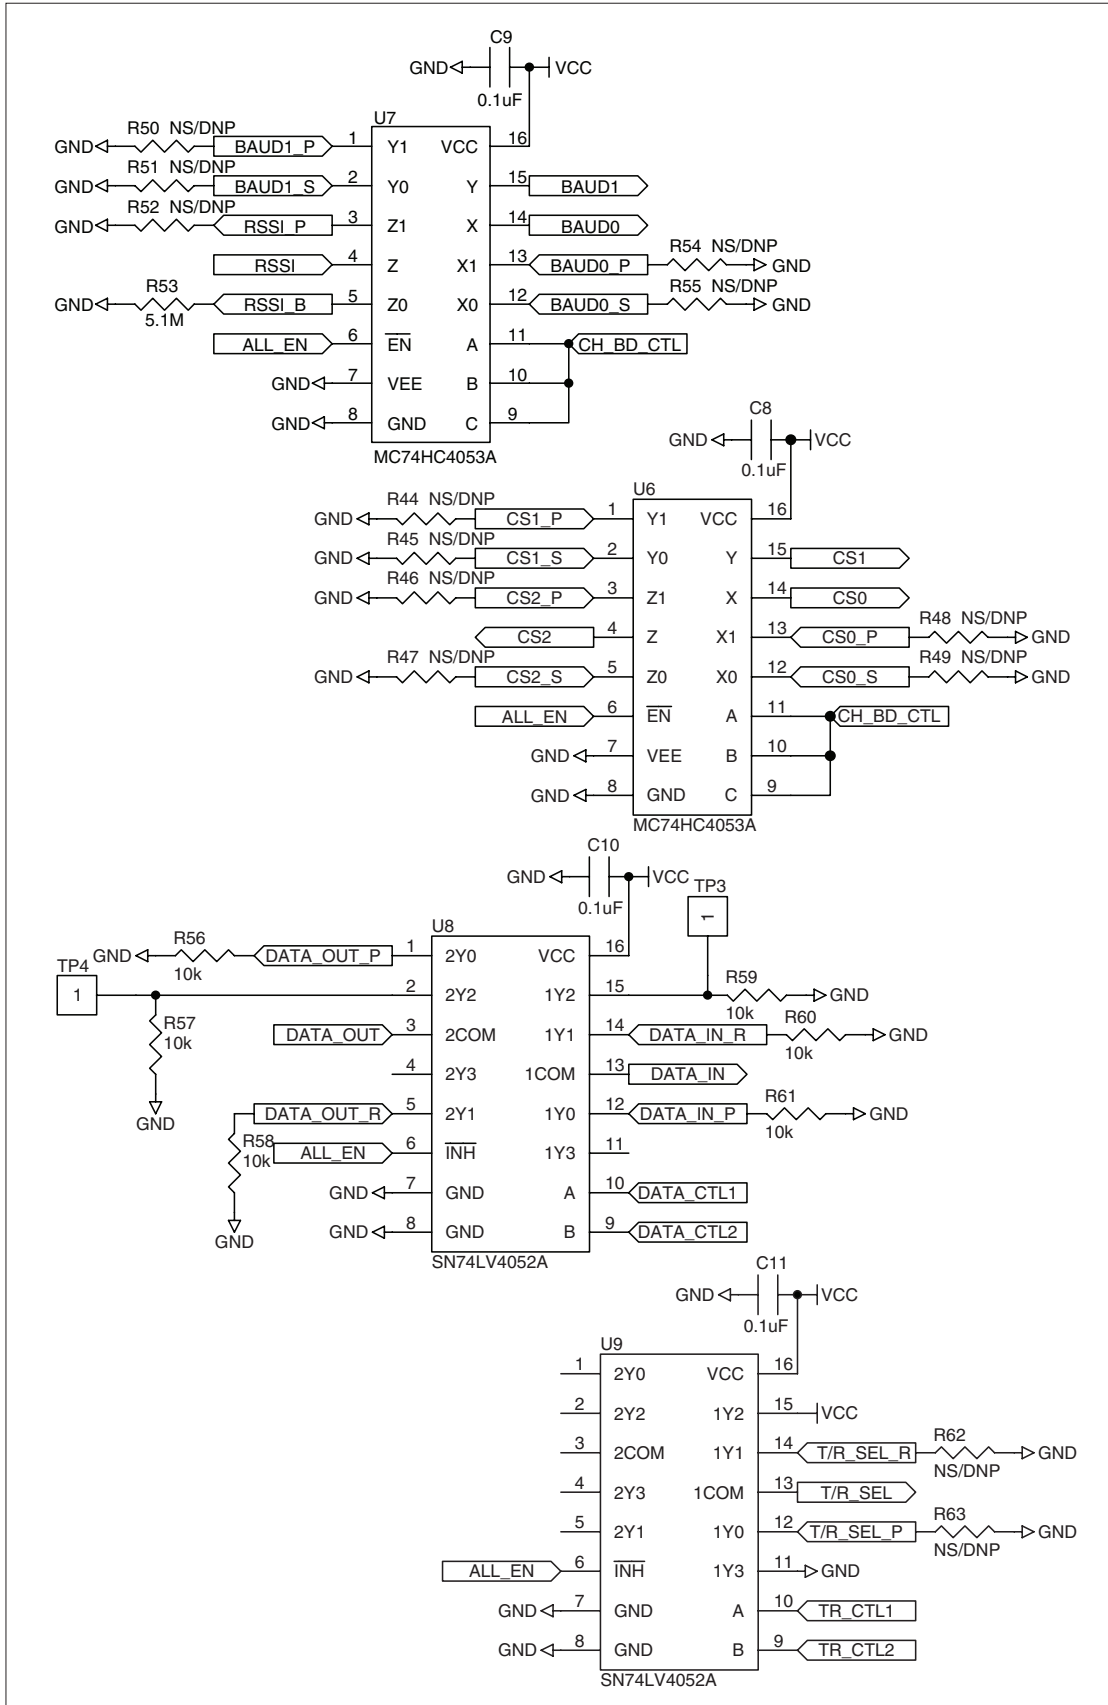 C9
GND VCC
0.1uF
U7
R50 NS/DNP
GND BAUD1_P 1 Y1 VCC 16
R51 NS/DNP
GND BAUD1_S 2 Y0 Y 15 BAUD1
R52 NS/DNP
GND RSSI_P 3 Z1 X 14 BAUD0
R54 NS/DNP
RSSI 4 Z X1 13 BAUD0_P GND
R53 R55 NS/DNP
GND RSSI_B 5 Z0 X0 12 BAUD0_S GND
5.1M
ALL_EN 6 EN A 11 CH_BD_CTL
GND 7 VEE B 10
GND 8 GND C 9
MC74HC4053A
C8
GND VCC
0.1uF
U6
R44 NS/DNP
GND CS1_P 1 Y1 VCC 16
R45 NS/DNP
GND CS1_S 2 Y0 Y 15 CS1
R46 NS/DNP
GND CS2_P 3 Z1 X 14 CS0
R48 NS/DNP
CS2 4 Z X1 13 CS0_P GND
R47 NS/DNP R49 NS/DNP
GND CS2_S 5 Z0 X0 12 CS0_S GND
ALL_EN 6 EN A 11 CH_BD_CTL
GND 7 VEE B 10
GND 8 GND C 9
MC74HC4053A
C10
GND VCC
0.1uF
TP3
1
U8
R56
GND DATA_OUT_P 1 2Y0 VCC 16
10k
TP4
R59
1 2 2Y2 1Y2 15 GND
10k
R57
10k
GND
R60
DATA_OUT 3 2COM 1Y1 14 DATA_IN_R GND
10k
4 2Y3 1COM 13 DATA_IN
R61
DATA_OUT_R 5 2Y1 1Y0 12 DATA_IN_P GND
10k
R58
10k
GND
ALL_EN 6 INH 1Y3 11
GND 7 GND A 10 DATA_CTL1
GND 8 GND B 9 DATA_CTL2
SN74LV4052A
C11
GND VCC
0.1uF
U9
1 2Y0 VCC 16
2 2Y2 1Y2 15 VCC
R62
3 2COM 1Y1 14 T/R_SEL_R GND
NS/DNP
4 2Y3 1COM 13 T/R_SEL
R63
5 2Y1 1Y0 12 T/R_SEL_P GND
NS/DNP
ALL_EN 6 INH 1Y3 11 GND
GND 7 GND A 10 TR_CTL1
GND 8 GND B 9 TR_CTL2
SN74LV4052A